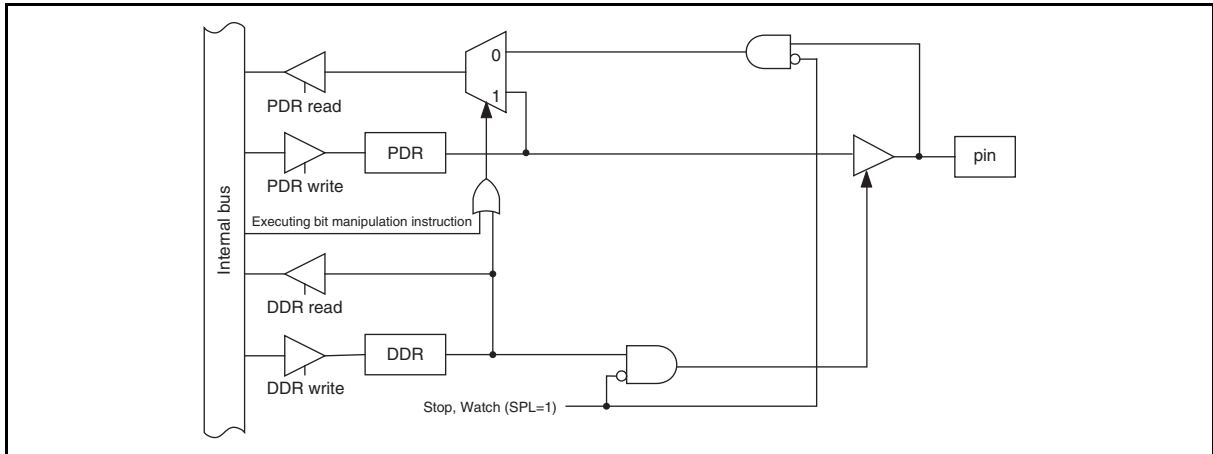 0
PDR read
1
PDR
pin
PDR write
Internal bus
Executing bit manipulation instruction
DDR read
DDR
DDR write
Stop, Watch (SPL=1)